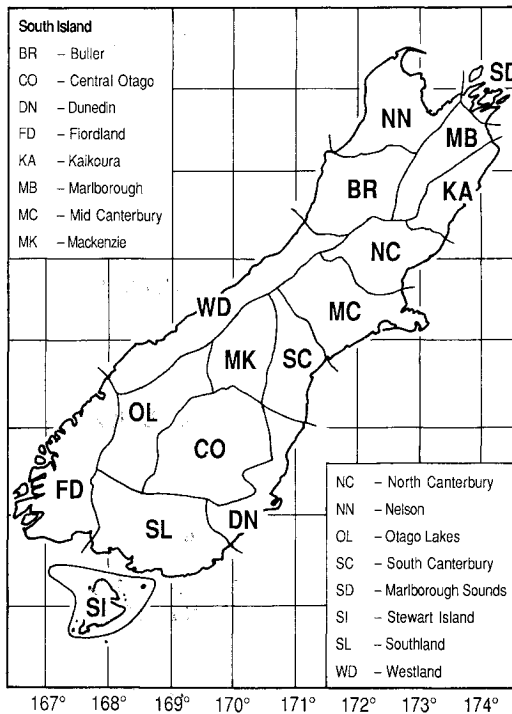 South Island
BR – Buller
CO – Central Otago
DN – Dunedin
FD – Fiordland
KA – Kaikoura
MB – Marlborough
MC – Mid Canterbury
MK – Mackenzie
SD
NN
MB
BR
KA
NC
WD
MC
MK
SC
OL
CO
FD
SL
DN
SI
NC – North Canterbury
NN – Nelson
OL – Otago Lakes
SC – South Canterbury
SD – Marlborough Sounds
SI – Stewart Island
SL – Southland
WD – Westland
167° 168° 169° 170° 171° 172° 173° 174°